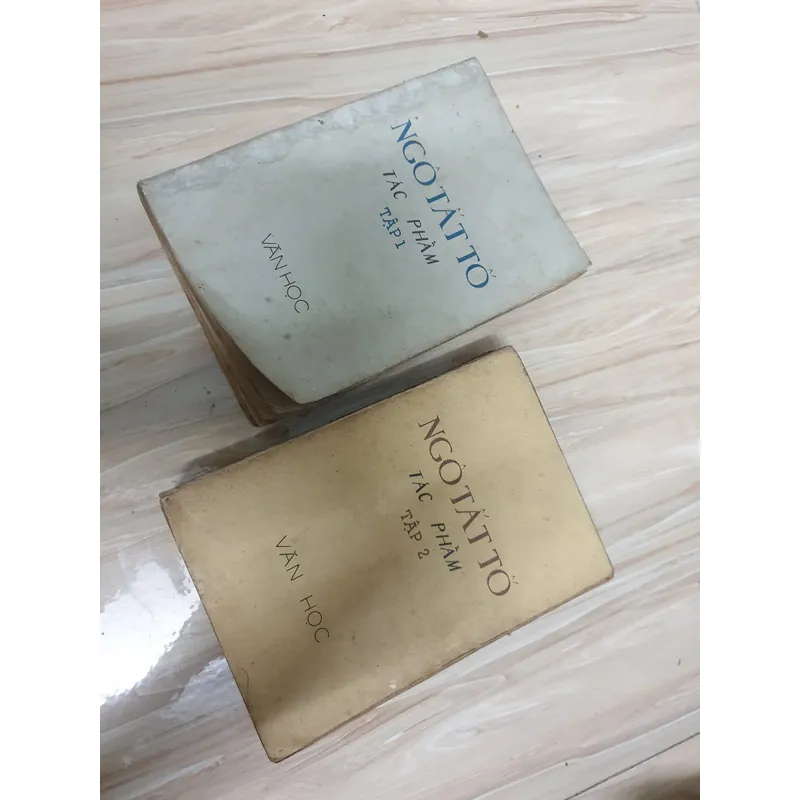 NGÔ TẤT TỐ
TÁC PHẨM
TẬP 1
VĂN HỌC
NGÔ TẤT TỐ
TÁC PHẨM
TẬP 2
VĂN HỌC